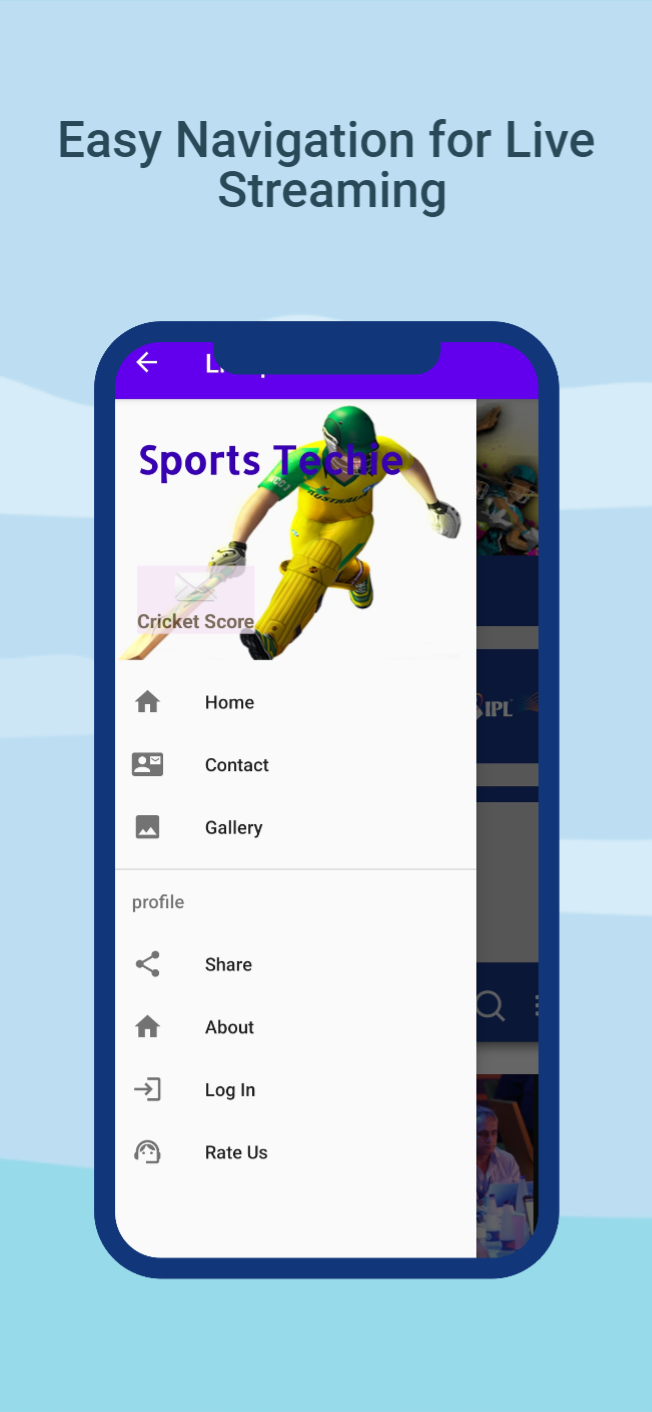 Easy Navigation for Live
Streaming
Sports Techie
AUSTRALIA
Cricket Score
IPL
Home
Contact
Gallery
profile
Share
About
Log In
Rate Us